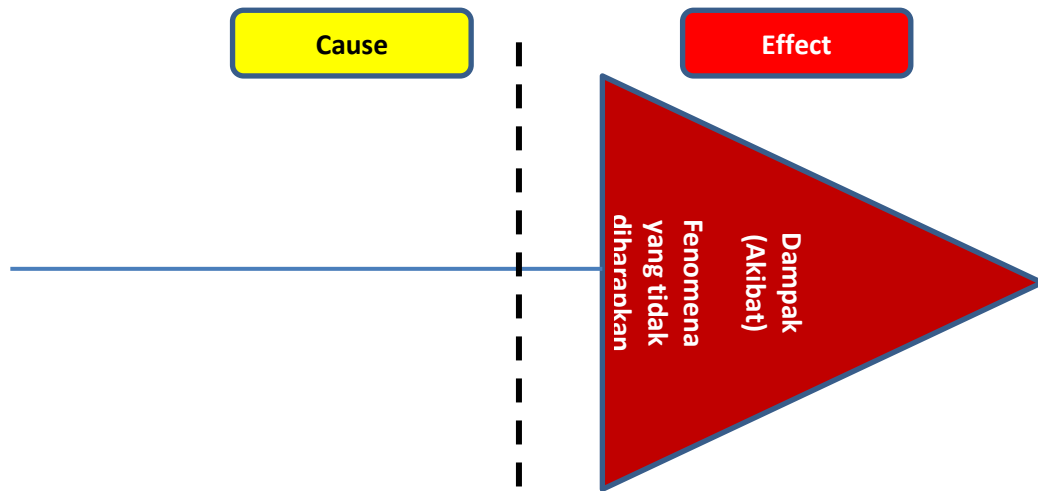 Cause
Effect
Dampak
(Akibat)
Fenomena
yang tidak
diharapkan